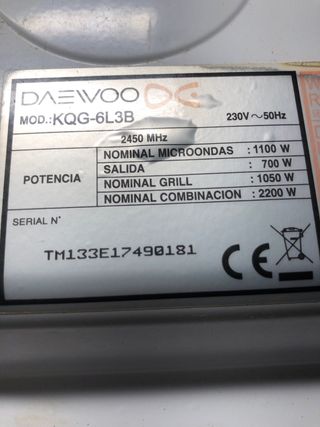 DAEWOO DE
MOD.: KQG-6L3B 230V ~ 50Hz
2450 MHz
POTENCIA
NOMINAL MICROONDAS : 1100 W
SALIDA : 700 W
NOMINAL GRILL : 1050 W
NOMINAL COMBINACION : 2200 W
SERIAL N°
TM133E17490181
CE